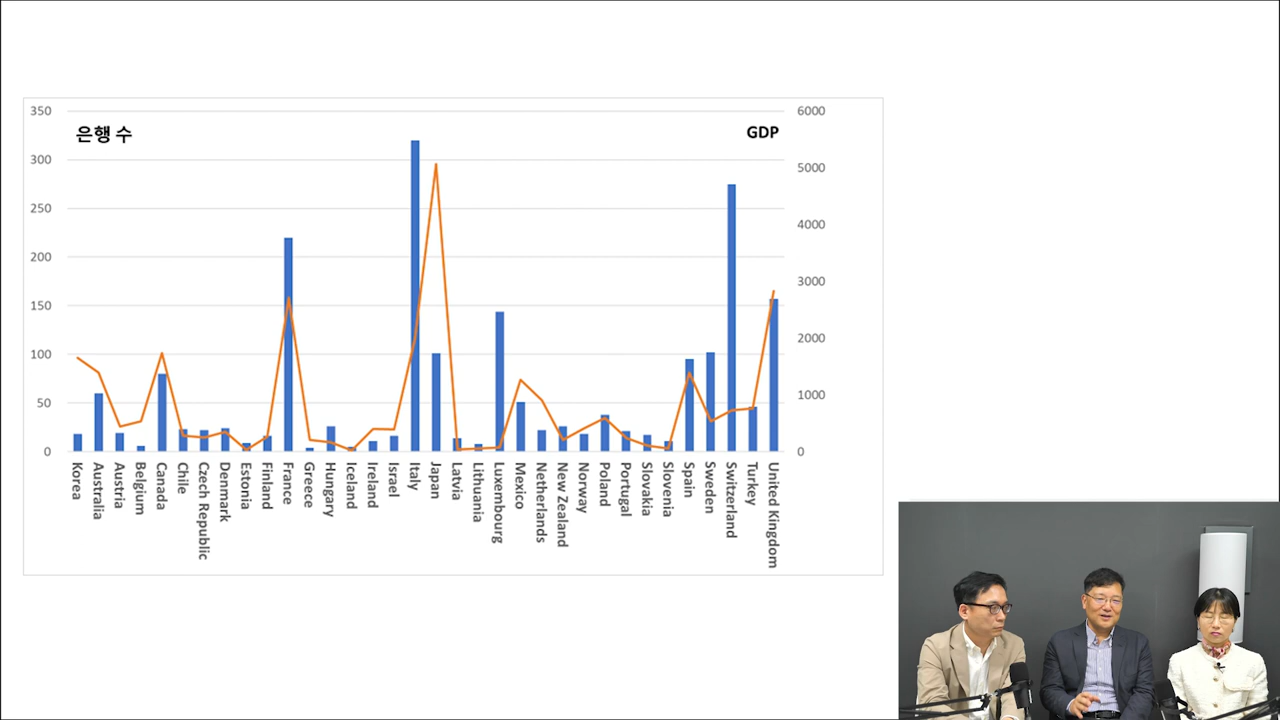 은행 수
GDP
350
300
250
200
150
100
50
0
6000
5000
4000
3000
2000
1000
0
Korea
Australia
Austria
Belgium
Canada
Chile
Czech Republic
Denmark
Estonia
Finland
France
Greece
Hungary
Iceland
Ireland
Israel
Italy
Japan
Latvia
Lithuania
Luxembourg
Mexico
Netherlands
New Zealand
Norway
Poland
Portugal
Slovakia
Slovenia
Spain
Sweden
Switzerland
Turkey
United Kingdom